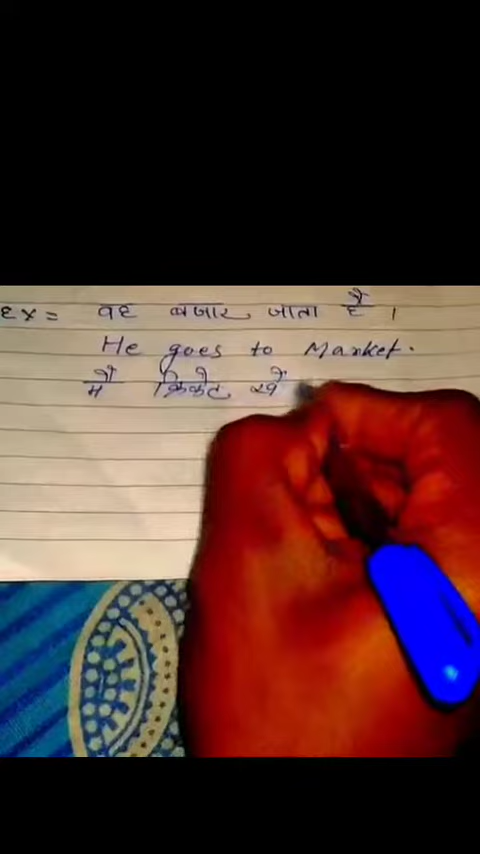 Ex = वह बजार जाता है।
He goes to Market.
मैं क्रिकेट खे